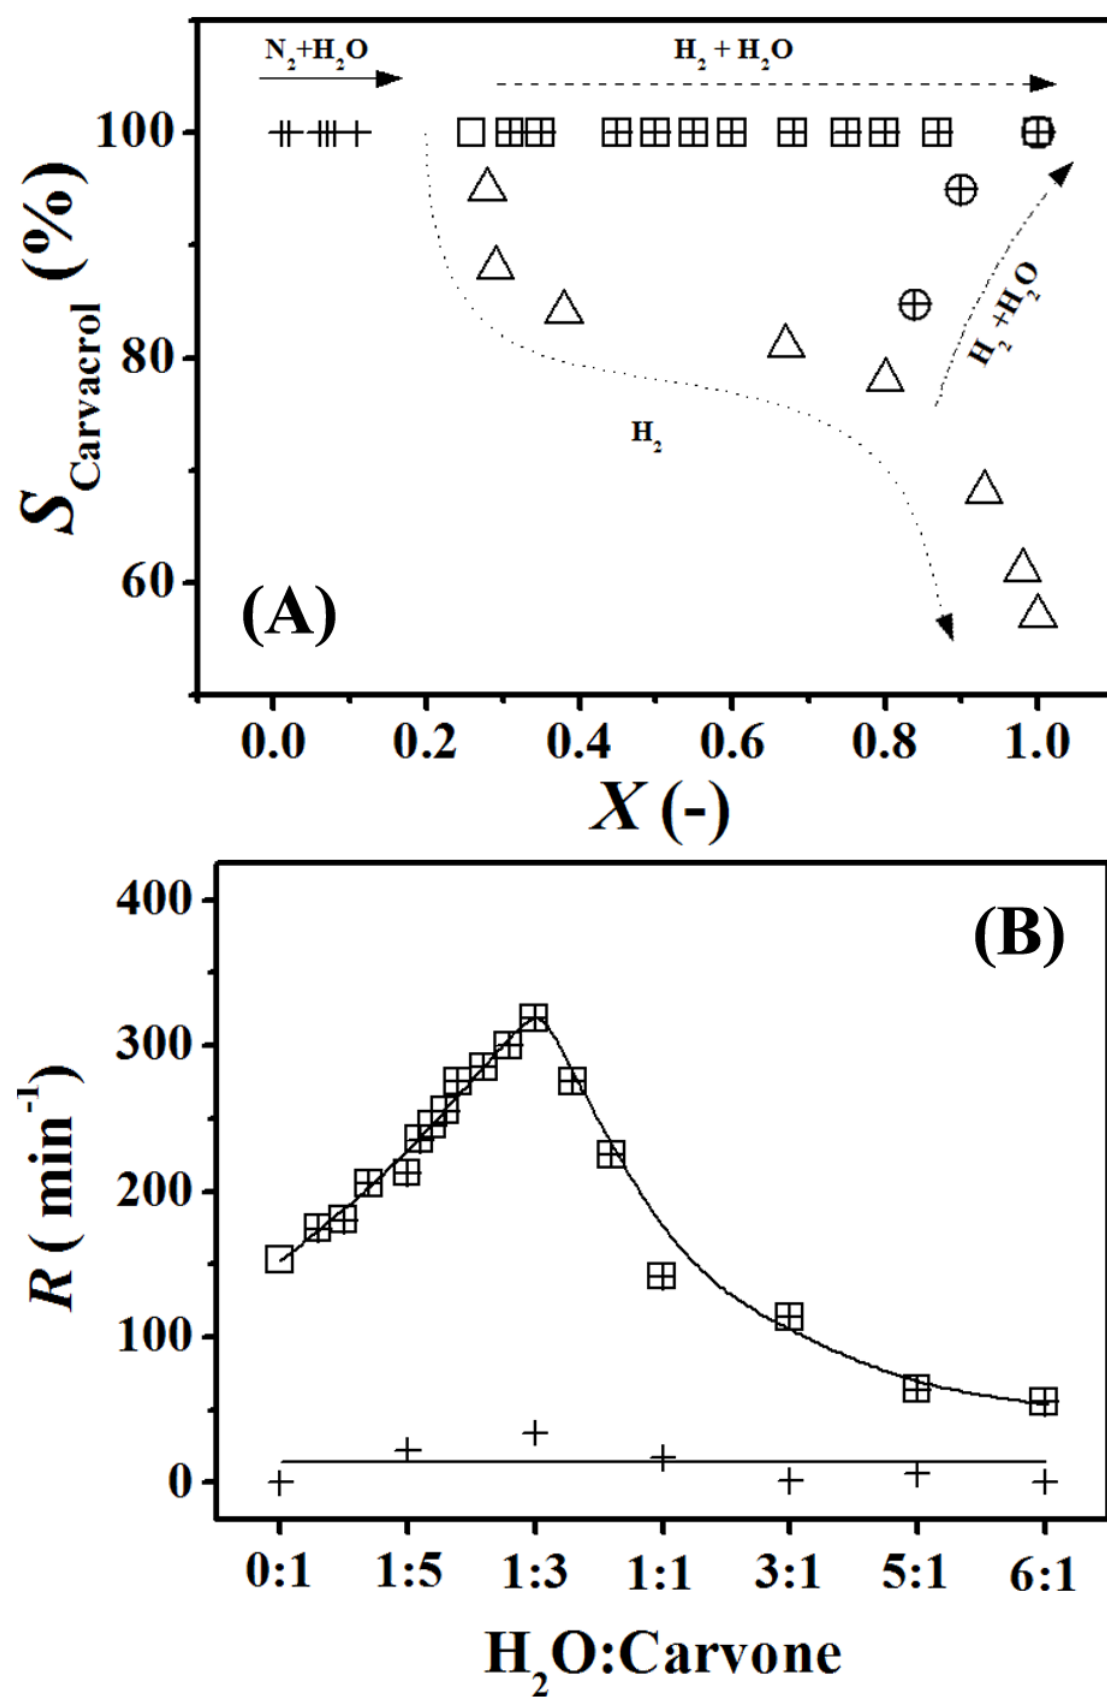 N₂+H₂O
H₂ + H₂O
100
80
60
S Carvacrol (%)
H₂
H₂+H₂O
(A)
0.0 0.2 0.4 0.6 0.8 1.0
X (-)
400
300
200
100
0
R ( min⁻¹)
(B)
0:1 1:5 1:3 1:1 3:1 5:1 6:1
H₂O:Carvone